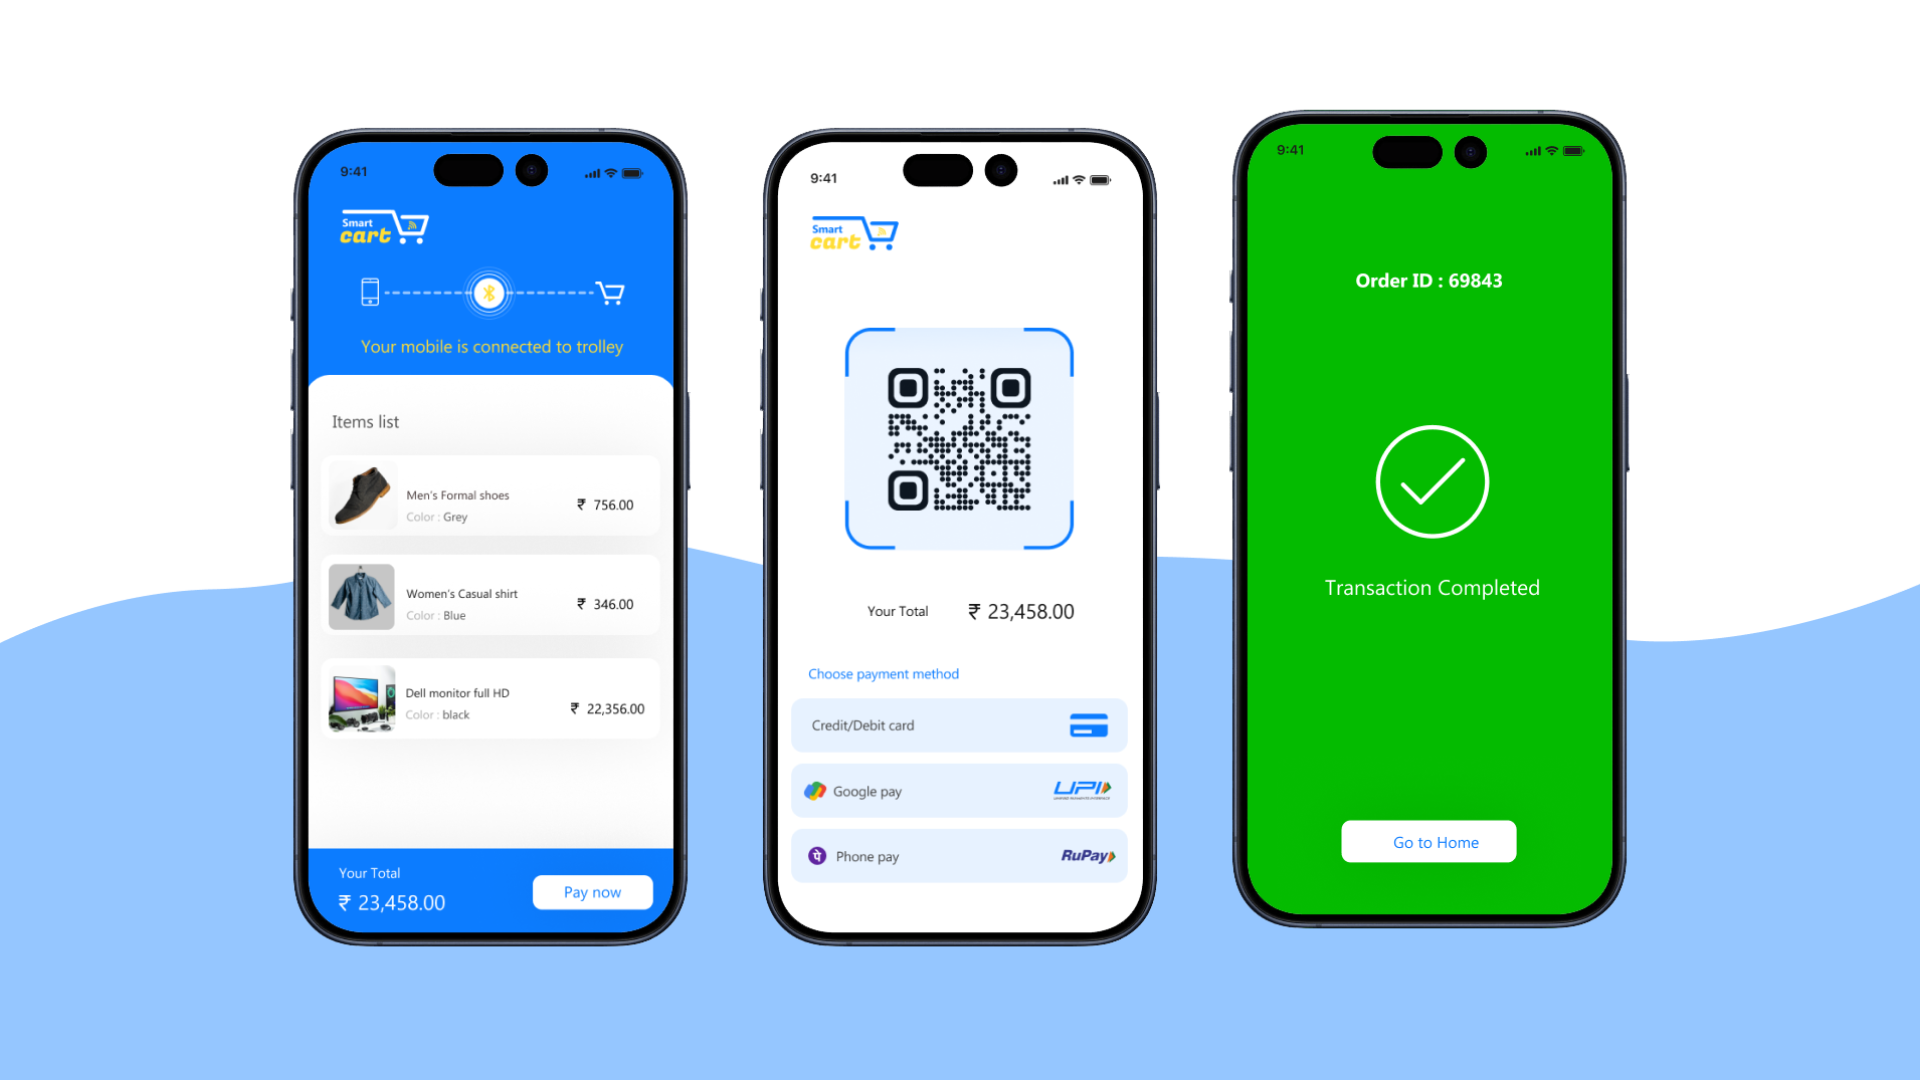 9:41
Smart
cart
Your mobile is connected to trolley
Items list
Men's Formal shoes
Color : Grey
₹ 756.00
Women's Casual shirt
Color : Blue
₹ 346.00
Dell monitor full HD
Color : black
₹ 22,356.00
Your Total
₹ 23,458.00
Pay now
9:41
Smart
cart
Your Total ₹ 23,458.00
Choose payment method
Credit/Debit card
Google pay
UPI
Phone pay
RuPay
9:41
Order ID : 69843
Transaction Completed
Go to Home